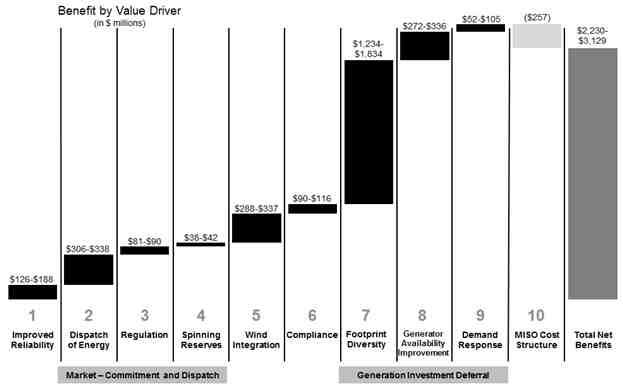 Benefit by Value Driver
(in $ millions)
$126-$188
$306-$338
$81-$90
$38-$42
$288-$337
$90-$116
$1,234-
$1,834
$272-$336
$52-$105
($257)
$2,230-
$3,129
1
2
3
4
5
6
7
8
9
10
Improved
Reliability
Dispatch
of Energy
Regulation
Spinning
Reserves
Wind
Integration
Compliance
Footprint
Diversity
Generator
Availability
Improvement
Demand
Response
MISO Cost
Structure
Total Net
Benefits
Market – Commitment and Dispatch
Generation Investment Deferral